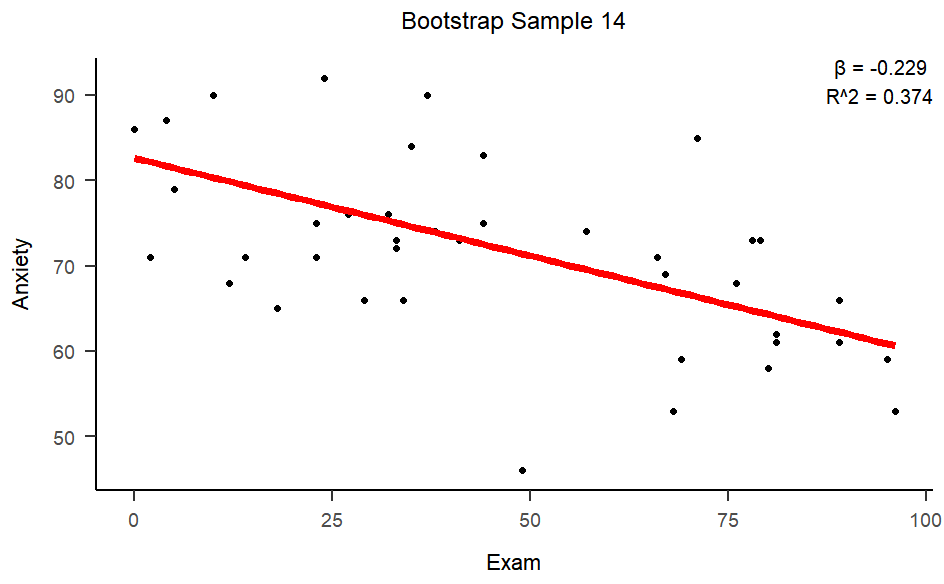 Bootstrap Sample 14
β = -0.229
R^2 = 0.374
90
80
70
60
50
Anxiety
0 25 50 75 100
Exam